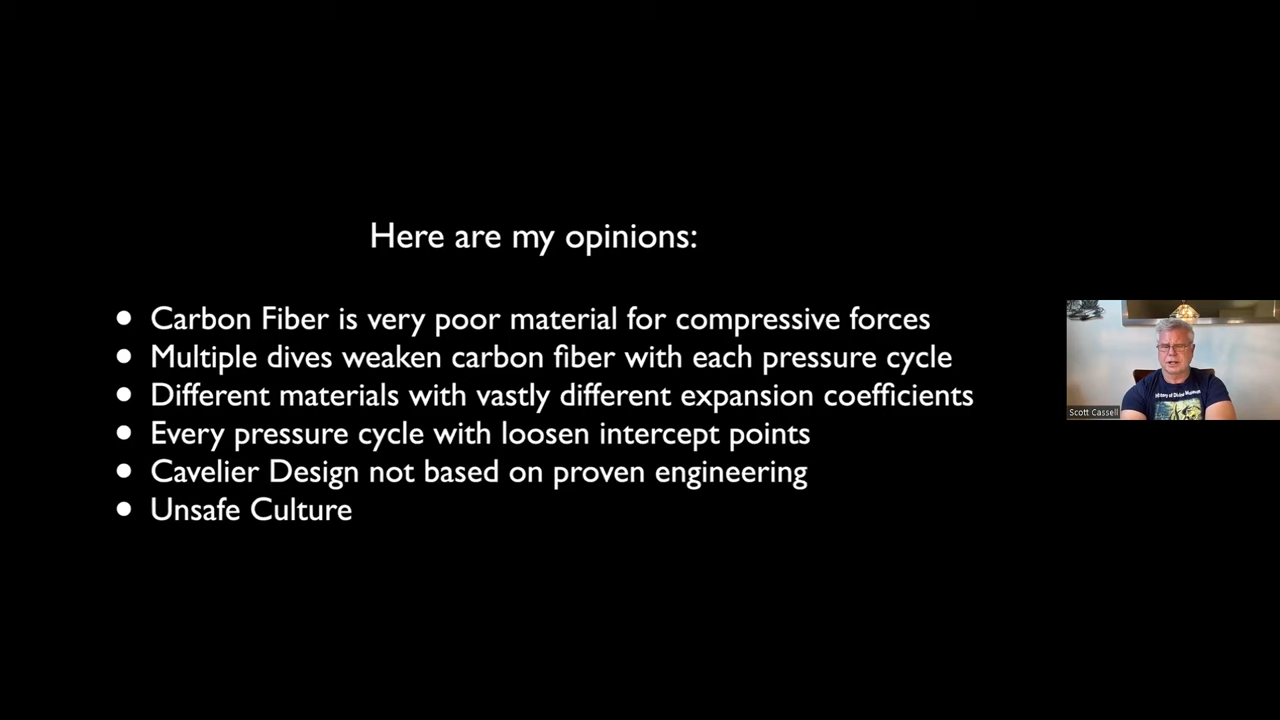 Here are my opinions:
● Carbon Fiber is very poor material for compressive forces
● Multiple dives weaken carbon fiber with each pressure cycle
● Different materials with vastly different expansion coefficients
● Every pressure cycle with loosen intercept points
● Cavelier Design not based on proven engineering
● Unsafe Culture
Scott Cassell